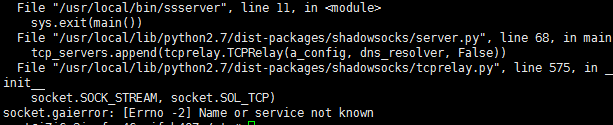 File "/usr/local/bin/ssserver", line 11, in <module>
sys.exit(main())
File "/usr/local/lib/python2.7/dist-packages/shadowsocks/server.py", line 68, in main
tcp_servers.append(tcprelay.TCPRelay(a_config, dns_resolver, False))
File "/usr/local/lib/python2.7/dist-packages/shadowsocks/tcprelay.py", line 575, in _
init__
socket.SOCK_STREAM, socket.SOL_TCP)
socket.gaierror: [Errno -2] Name or service not known